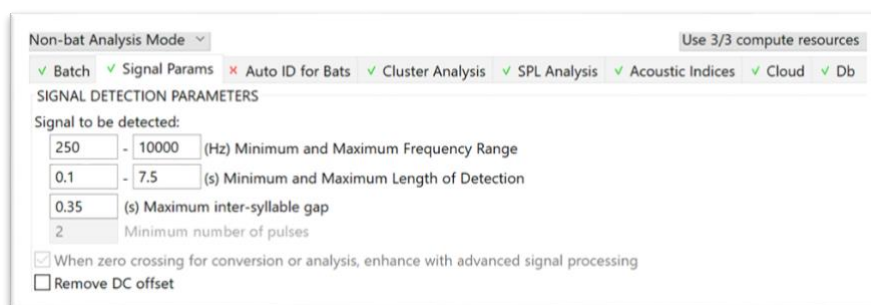 Non-bat Analysis Mode Use 3/3 compute resources
Batch Signal Params Auto ID for Bats Cluster Analysis SPL Analysis Acoustic Indices Cloud Db
SIGNAL DETECTION PARAMETERS
Signal to be detected:
250 - 10000 (Hz) Minimum and Maximum Frequency Range
0.1 - 7.5 (s) Minimum and Maximum Length of Detection
0.35 (s) Maximum inter-syllable gap
2 Minimum number of pulses
When zero crossing for conversion or analysis, enhance with advanced signal processing
Remove DC offset